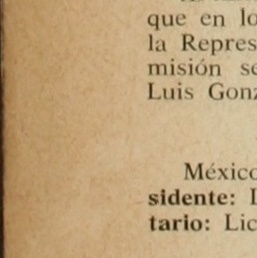 que en lo
la Repres
misión se
Luis Gonz
México
sidente: L
tario: Lic